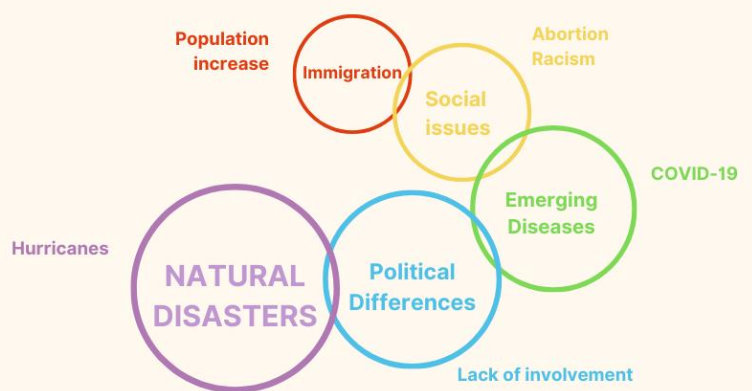 Population
increase
Immigration
Abortion
Racism
Social
issues
COVID-19
Emerging
Diseases
Hurricanes
NATURAL
DISASTERS
Political
Differences
Lack of involvement